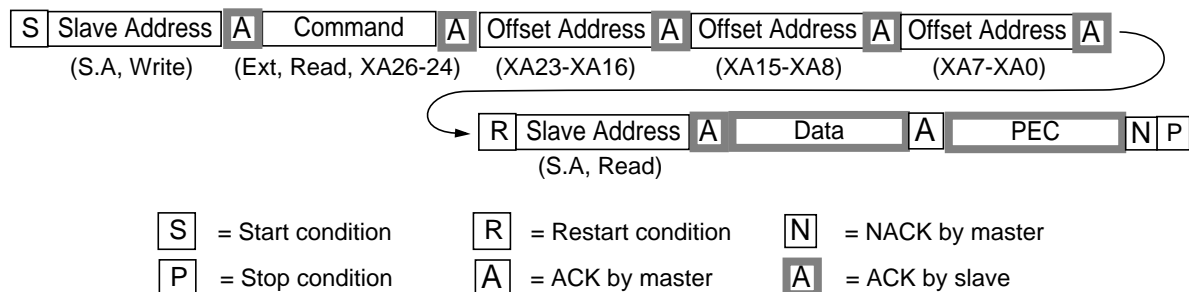 S Slave Address A Command A Offset Address A Offset Address A Offset Address A
(S.A, Write) (Ext, Read, XA26-24) (XA23-XA16) (XA15-XA8) (XA7-XA0)
R Slave Address A Data A PEC N P
(S.A, Read)
S = Start condition R = Restart condition N = NACK by master
P = Stop condition A = ACK by master A = ACK by slave